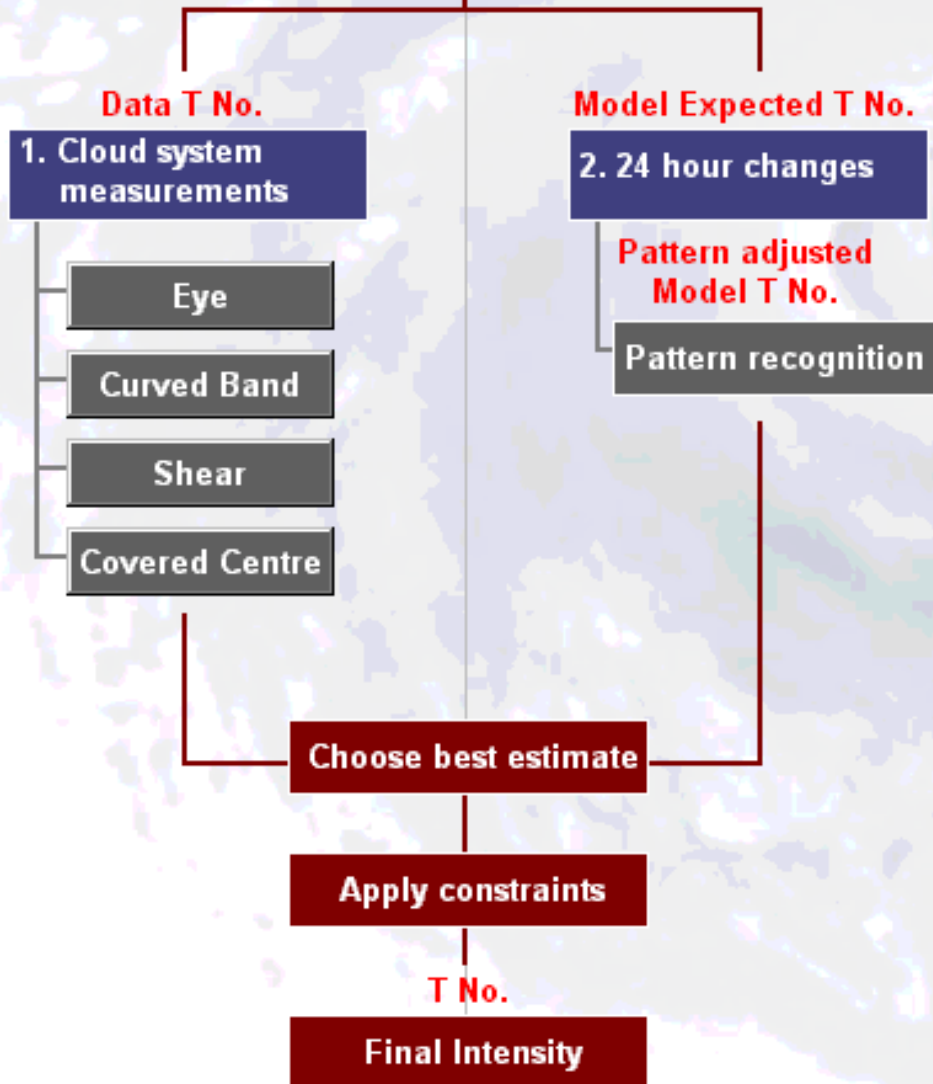 Data T No.
1. Cloud system
measurements
Eye
Curved Band
Shear
Covered Centre
Model Expected T No.
2. 24 hour changes
Pattern adjusted
Model T No.
Pattern recognition
Choose best estimate
Apply constraints
T No.
Final Intensity